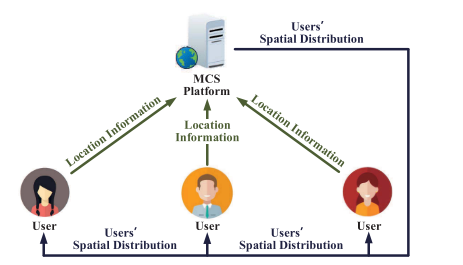 Users'
Spatial Distribution
MCS
Platform
Location Information
Location
Information
Location Information
User
User
User
Users'
Spatial Distribution
Users'
Spatial Distribution